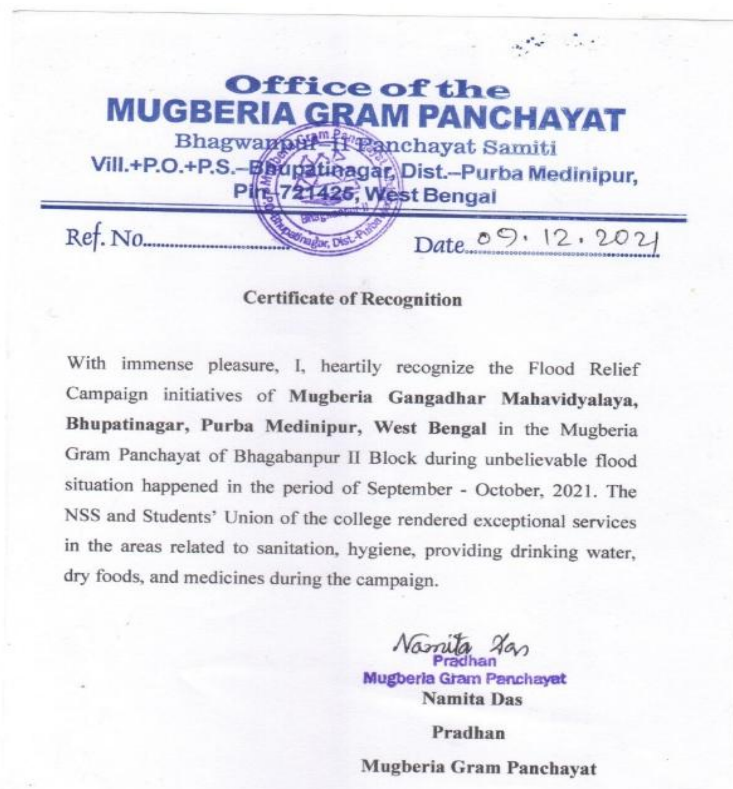 Office of the
MUGBERIA GRAM PANCHAYAT
Bhagwanpur-II Panchayat Samiti
Vill.+P.O.+P.S.–Bhupatinagar, Dist.–Purba Medinipur,
Pin–721425, West Bengal
Ref. No.......................... Date 09.12.2021
Certificate of Recognition
With immense pleasure, I, heartily recognize the Flood Relief
Campaign initiatives of Mugberia Gangadhar Mahavidyalaya,
Bhupatinagar, Purba Medinipur, West Bengal in the Mugberia
Gram Panchayat of Bhagabanpur II Block during unbelievable flood
situation happened in the period of September - October, 2021. The
NSS and Students' Union of the college rendered exceptional services
in the areas related to sanitation, hygiene, providing drinking water,
dry foods, and medicines during the campaign.
Namita Das
Pradhan
Mugberia Gram Panchayat
Namita Das
Pradhan
Mugberia Gram Panchayat